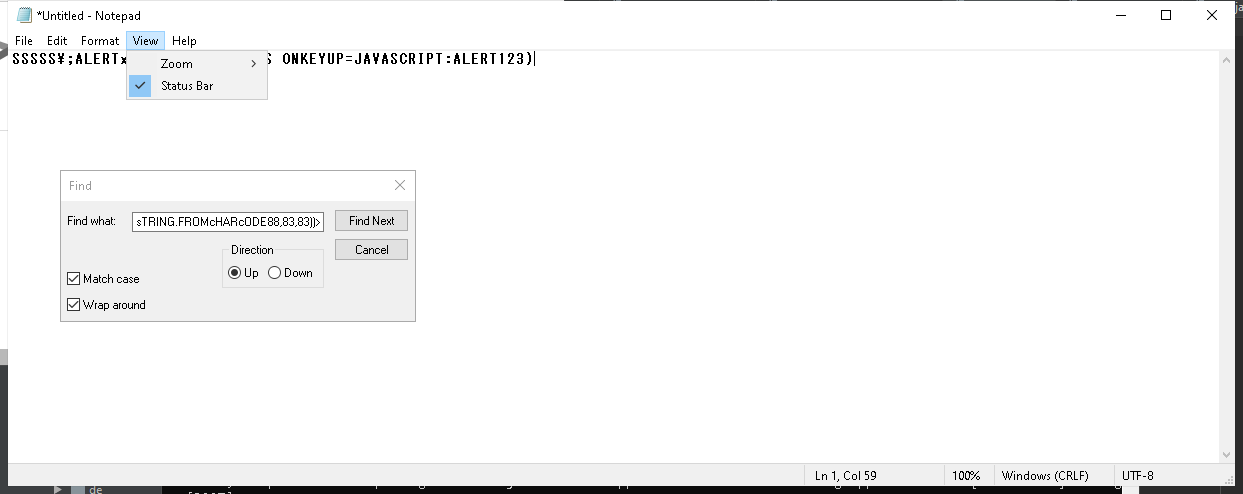 *Untitled - Notepad
File Edit Format View Help
SSSSS¥;ALERTx S ONKEYUP=JAVASCRIPT:ALERT123)
Zoom
Status Bar
Find
Find what: sTRING.FROMcHARcODE88,83,83))> Find Next
Direction Cancel
Up Down
Match case
Wrap around
Ln 1, Col 59 100% Windows (CRLF) UTF-8
de